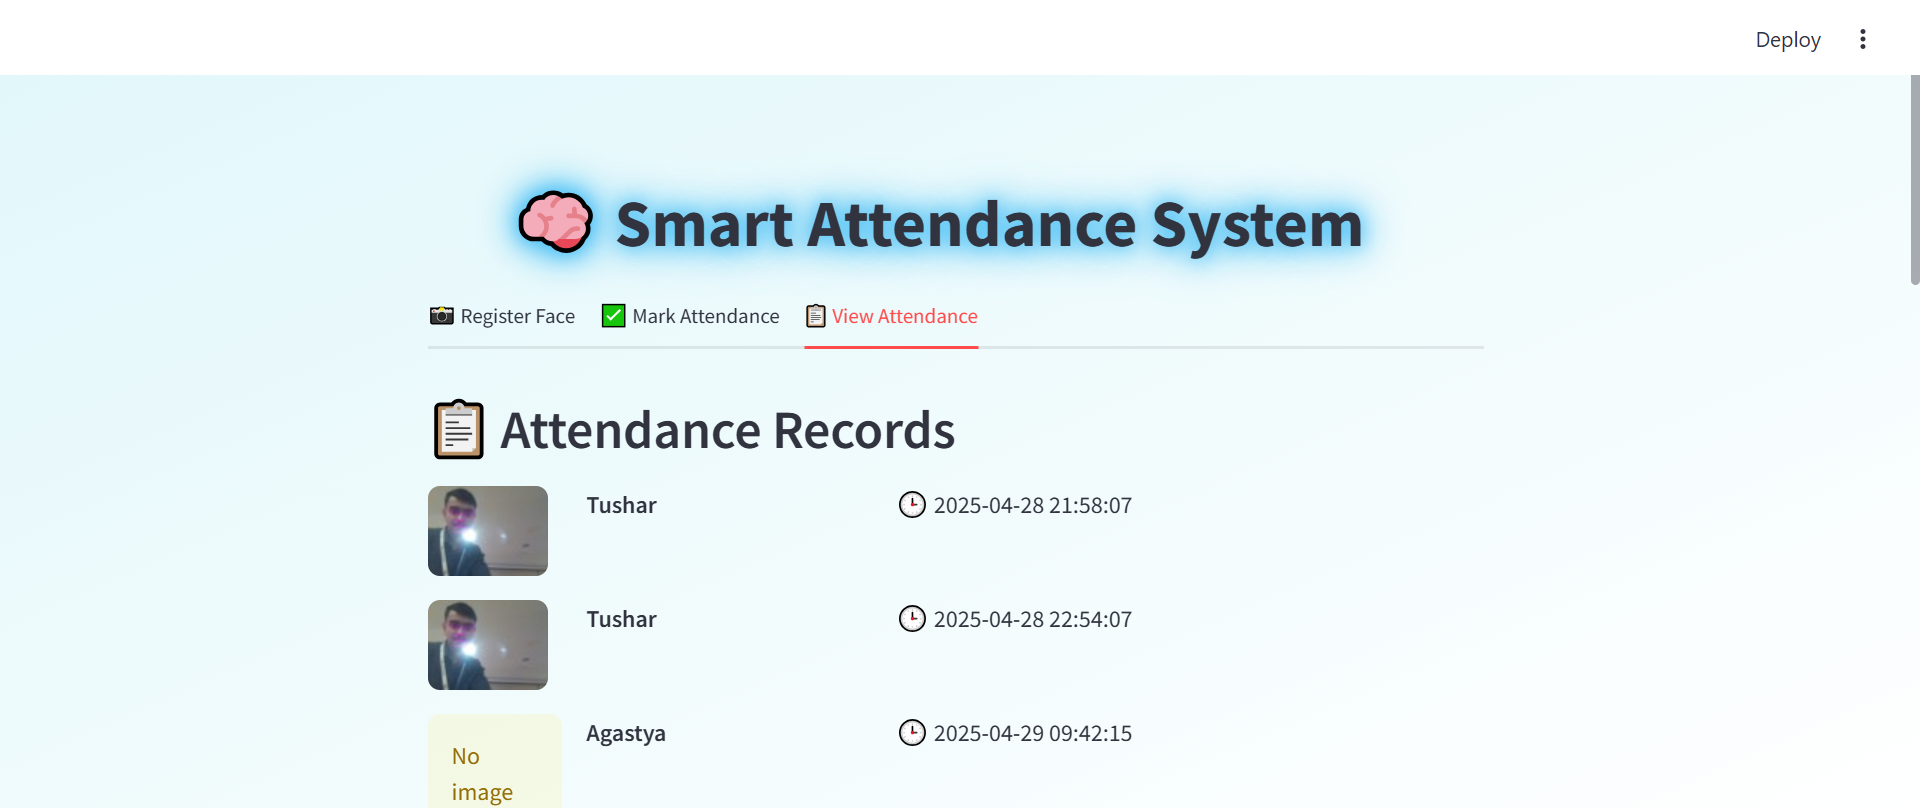 Deploy
Smart Attendance System
Register Face Mark Attendance View Attendance
Attendance Records
Tushar 2025-04-28 21:58:07
Tushar 2025-04-28 22:54:07
Agastya 2025-04-29 09:42:15
No
image